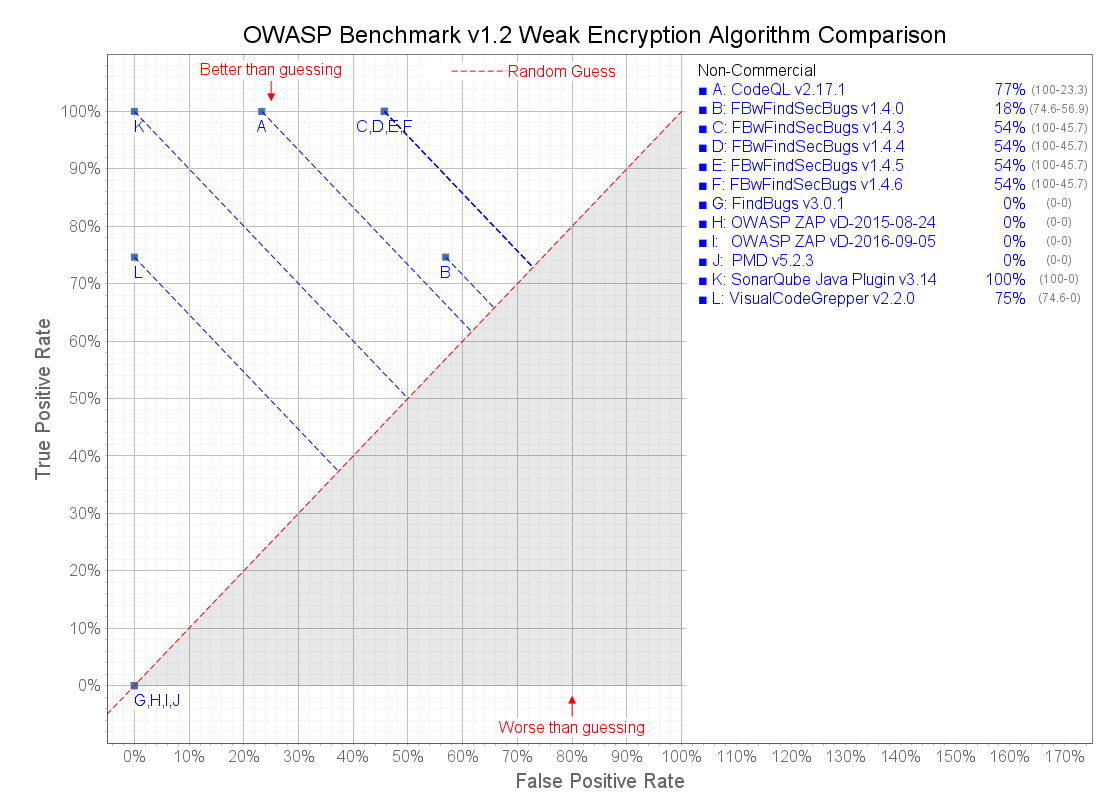 OWASP Benchmark v1.2 Weak Encryption Algorithm Comparison
Better than guessing
Random Guess
Non-Commercial
A: CodeQL v2.17.1 77% (100-23.3)
B: FBwFindSecBugs v1.4.0 18% (74.6-56.9)
C: FBwFindSecBugs v1.4.3 54% (100-45.7)
D: FBwFindSecBugs v1.4.4 54% (100-45.7)
E: FBwFindSecBugs v1.4.5 54% (100-45.7)
F: FBwFindSecBugs v1.4.6 54% (100-45.7)
G: FindBugs v3.0.1 0% (0-0)
H: OWASP ZAP vD-2015-08-24 0% (0-0)
I: OWASP ZAP vD-2016-09-05 0% (0-0)
J: PMD v5.2.3 0% (0-0)
K: SonarQube Java Plugin v3.14 100% (100-0)
L: VisualCodeGrepper v2.2.0 75% (74.6-0)
100%
90%
80%
70%
60%
50%
40%
30%
20%
10%
0%
True Positive Rate
K
A
C,D,E,F
L
B
G,H,I,J
Worse than guessing
0% 10% 20% 30% 40% 50% 60% 70% 80% 90% 100% 110% 120% 130% 140% 150% 160% 170%
False Positive Rate